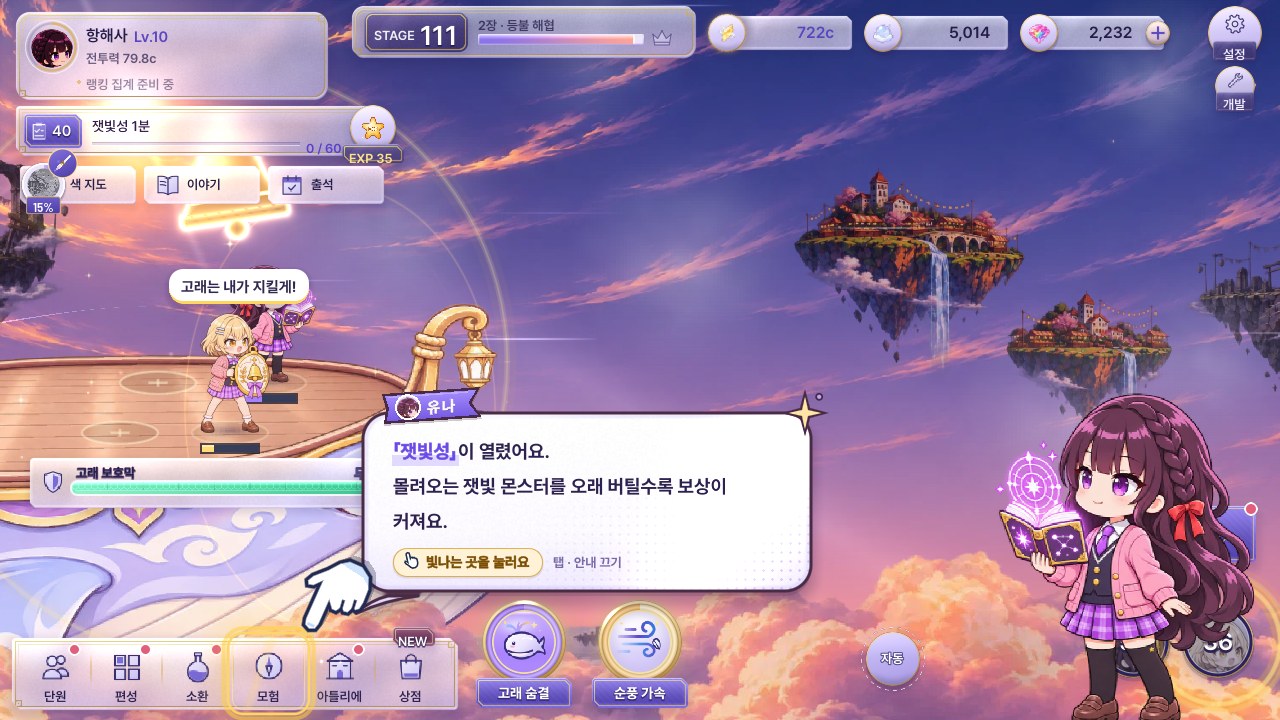 항해사 Lv.10
전투력 79.8c
랭킹 집계 준비 중
STAGE 111
2장 · 등불 해협
722c
5,014
2,232
설정
개발
40
잿빛성 1분
0 / 60
EXP 35
색 지도
15%
이야기
출석
고래는 내가 지킬게!
고래 보호막
유나
「잿빛성」이 열렸어요.
몰려오는 잿빛 몬스터를 오래 버틸수록 보상이
커져요.
빛나는 곳을 눌러요
탭 · 안내 끄기
단원
편성
소환
모험
아틀리에
NEW
상점
고래 숨결
순풍 가속
자동